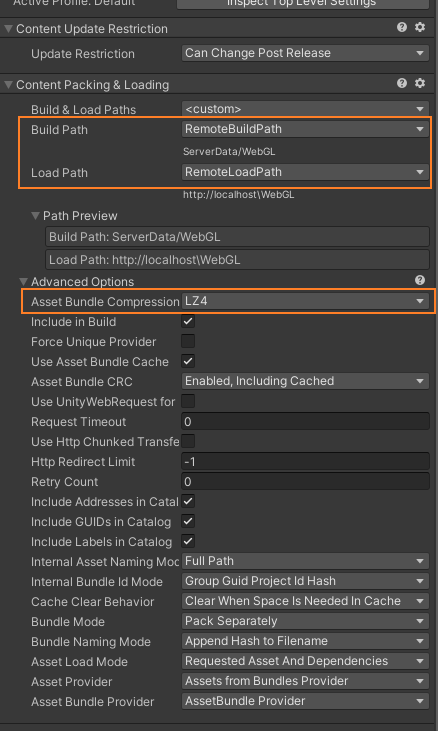 Active Profile: Default
Inspect Top Level Settings
Content Update Restriction
Update Restriction Can Change Post Release
Content Packing & Loading
Build & Load Paths <custom>
Build Path RemoteBuildPath
ServerData/WebGL
Load Path RemoteLoadPath
http://localhost\WebGL
Path Preview
Build Path: ServerData/WebGL
Load Path: http://localhost\WebGL
Advanced Options
Asset Bundle Compression LZ4
Include in Build
Force Unique Provider
Use Asset Bundle Cache
Asset Bundle CRC Enabled, Including Cached
Use UnityWebRequest for
Request Timeout 0
Use Http Chunked Transfe
Http Redirect Limit -1
Retry Count 0
Include Addresses in Catal
Include GUIDs in Catalog
Include Labels in Catalog
Internal Asset Naming Moc Full Path
Internal Bundle Id Mode Group Guid Project Id Hash
Cache Clear Behavior Clear When Space Is Needed In Cache
Bundle Mode Pack Separately
Bundle Naming Mode Append Hash to Filename
Asset Load Mode Requested Asset And Dependencies
Asset Provider Assets from Bundles Provider
Asset Bundle Provider AssetBundle Provider